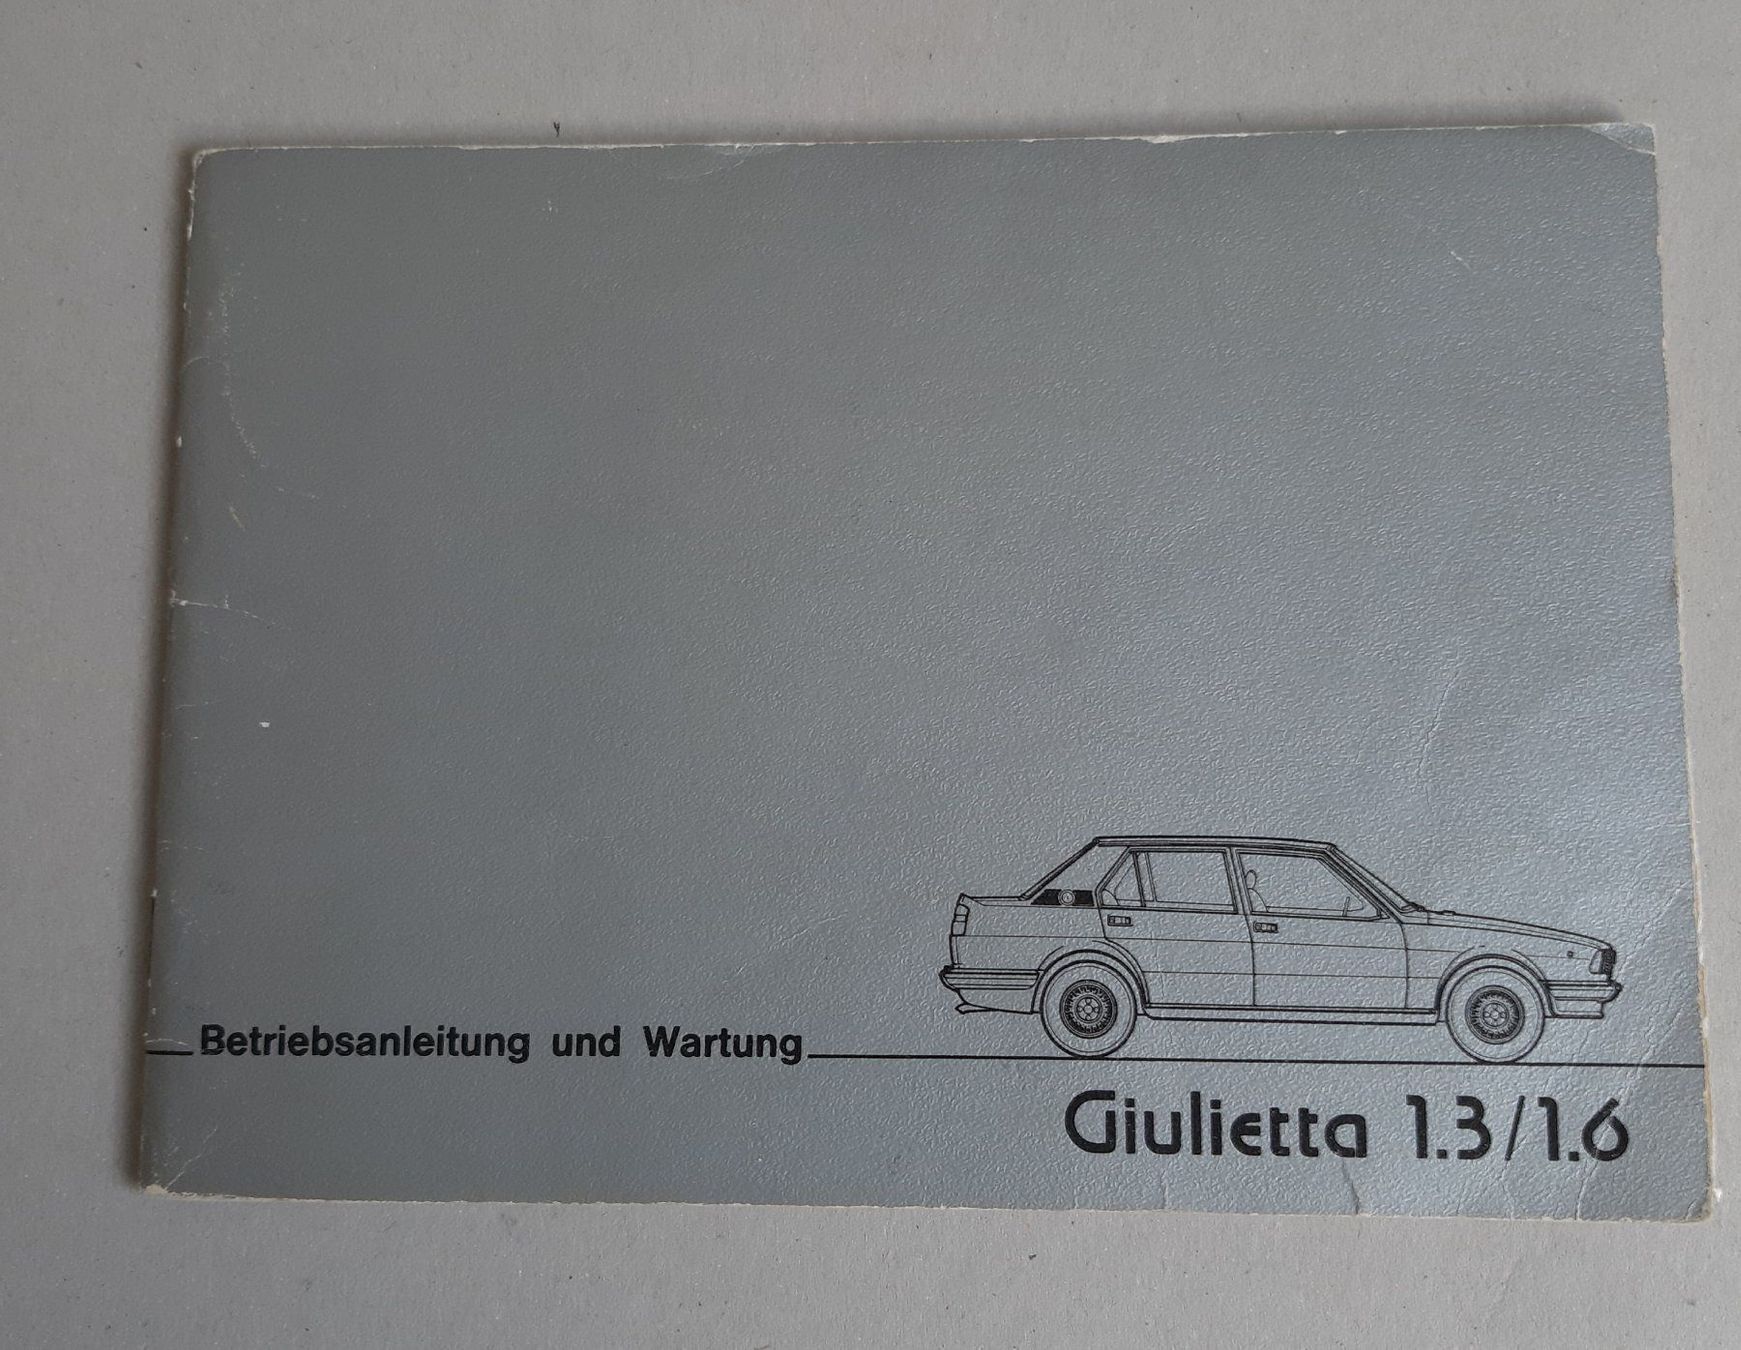 Betriebsanleitung und Wartung
Giulietta 1.3/1.6